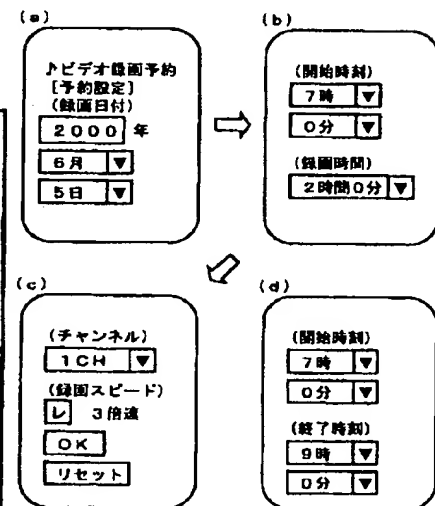 (a)
♪ビデオ録画予約
[予約設定]
(録画日付)
2000 年
6月 ▼
5日 ▼
(b)
(開始時刻)
7時 ▼
0分 ▼
(録画時間)
2時間0分 ▼
(c)
(チャンネル)
1CH ▼
(録画スピード)
レ 3倍速
OK
リセット
(d)
(開始時刻)
7時 ▼
0分 ▼
(終了時刻)
9時 ▼
0分 ▼